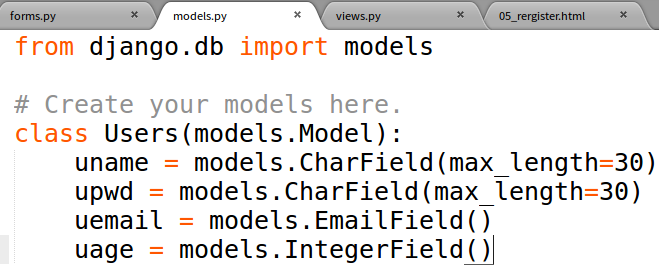 forms.py
models.py
views.py
05_rergister.html
from django.db import models
# Create your models here.
class Users(models.Model):
    uname = models.CharField(max_length=30)
    upwd = models.CharField(max_length=30)
    uemail = models.EmailField()
    uage = models.IntegerField()